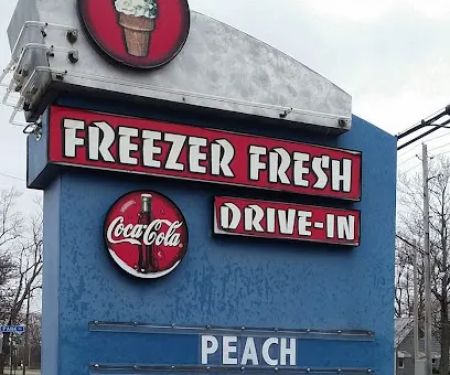 FREEZER FRESH
DRIVE-IN
Coca-Cola
PEACH